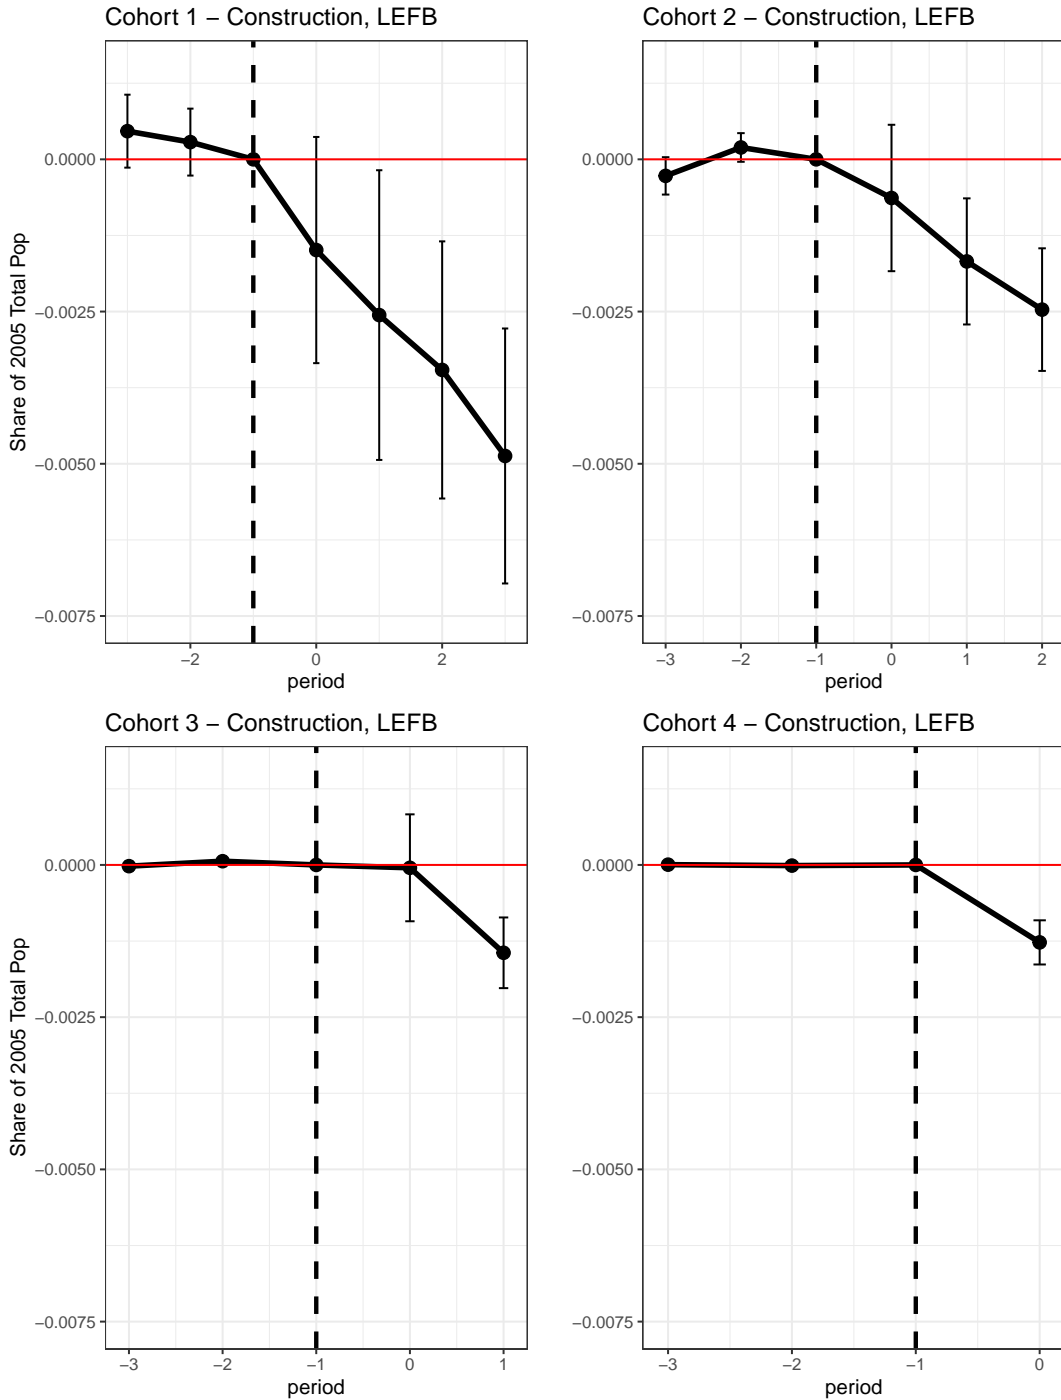 Cohort 1 – Construction, LEFB
Share of 2005 Total Pop
0.0000
−0.0025
−0.0050
−0.0075
−2 0 2
period
Cohort 2 – Construction, LEFB
0.0000
−0.0025
−0.0050
−0.0075
−3 −2 −1 0 1 2
period
Cohort 3 – Construction, LEFB
Share of 2005 Total Pop
0.0000
−0.0025
−0.0050
−0.0075
−3 −2 −1 0 1
period
Cohort 4 – Construction, LEFB
0.0000
−0.0025
−0.0050
−0.0075
−3 −2 −1 0
period